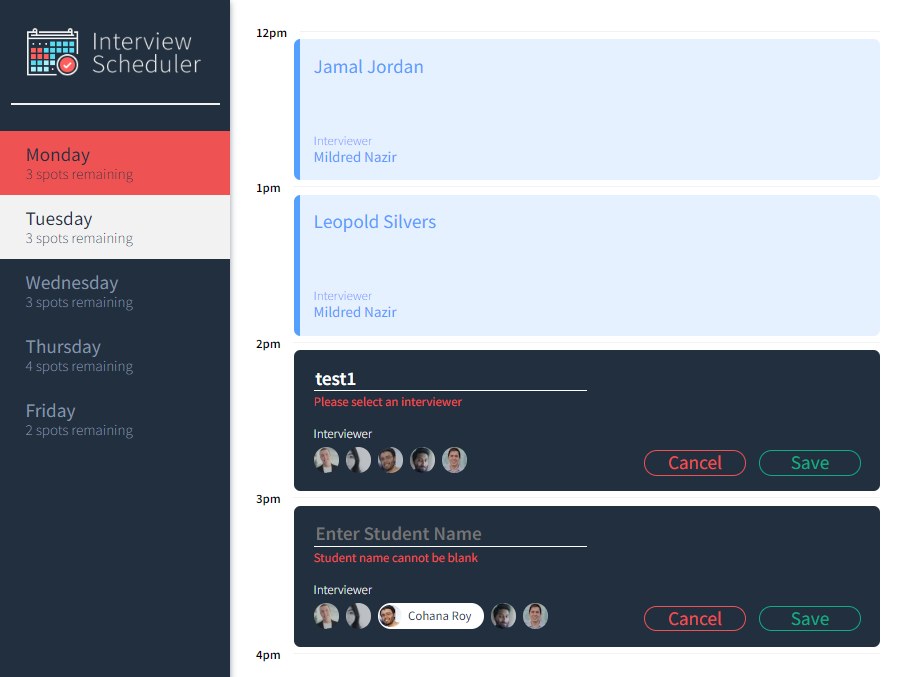 Interview
Scheduler
Monday
3 spots remaining
Tuesday
3 spots remaining
Wednesday
3 spots remaining
Thursday
4 spots remaining
Friday
2 spots remaining
12pm
Jamal Jordan
Interviewer
Mildred Nazir
1pm
Leopold Silvers
Interviewer
Mildred Nazir
2pm
test1
Please select an interviewer
Interviewer
Cancel
Save
3pm
Enter Student Name
Student name cannot be blank
Interviewer
Cohana Roy
Cancel
Save
4pm